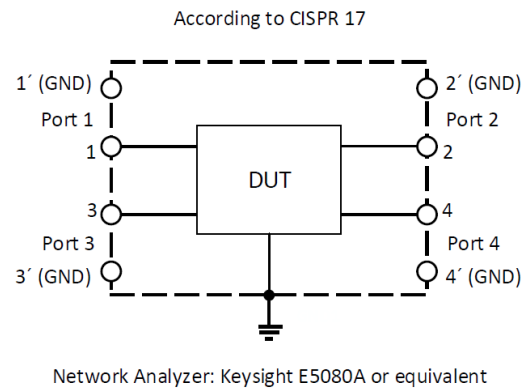 According to CISPR 17
1´ (GND)
2´ (GND)
Port 1
Port 2
1
2
DUT
3
4
Port 3
Port 4
3´ (GND)
4´ (GND)
Network Analyzer: Keysight E5080A or equivalent